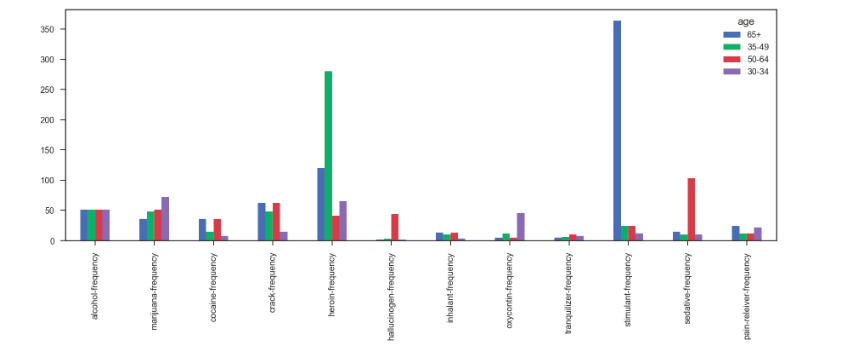 350
300
250
200
150
100
50
0
age
65+
35-49
50-64
30-34
alcohol-frequency
marijuana-frequency
cocaine-frequency
crack-frequency
heroin-frequency
hallucinogen-frequency
inhalant-frequency
oxycontin-frequency
tranquilizer-frequency
stimulant-frequency
sedative-frequency
pain-releiver-frequency